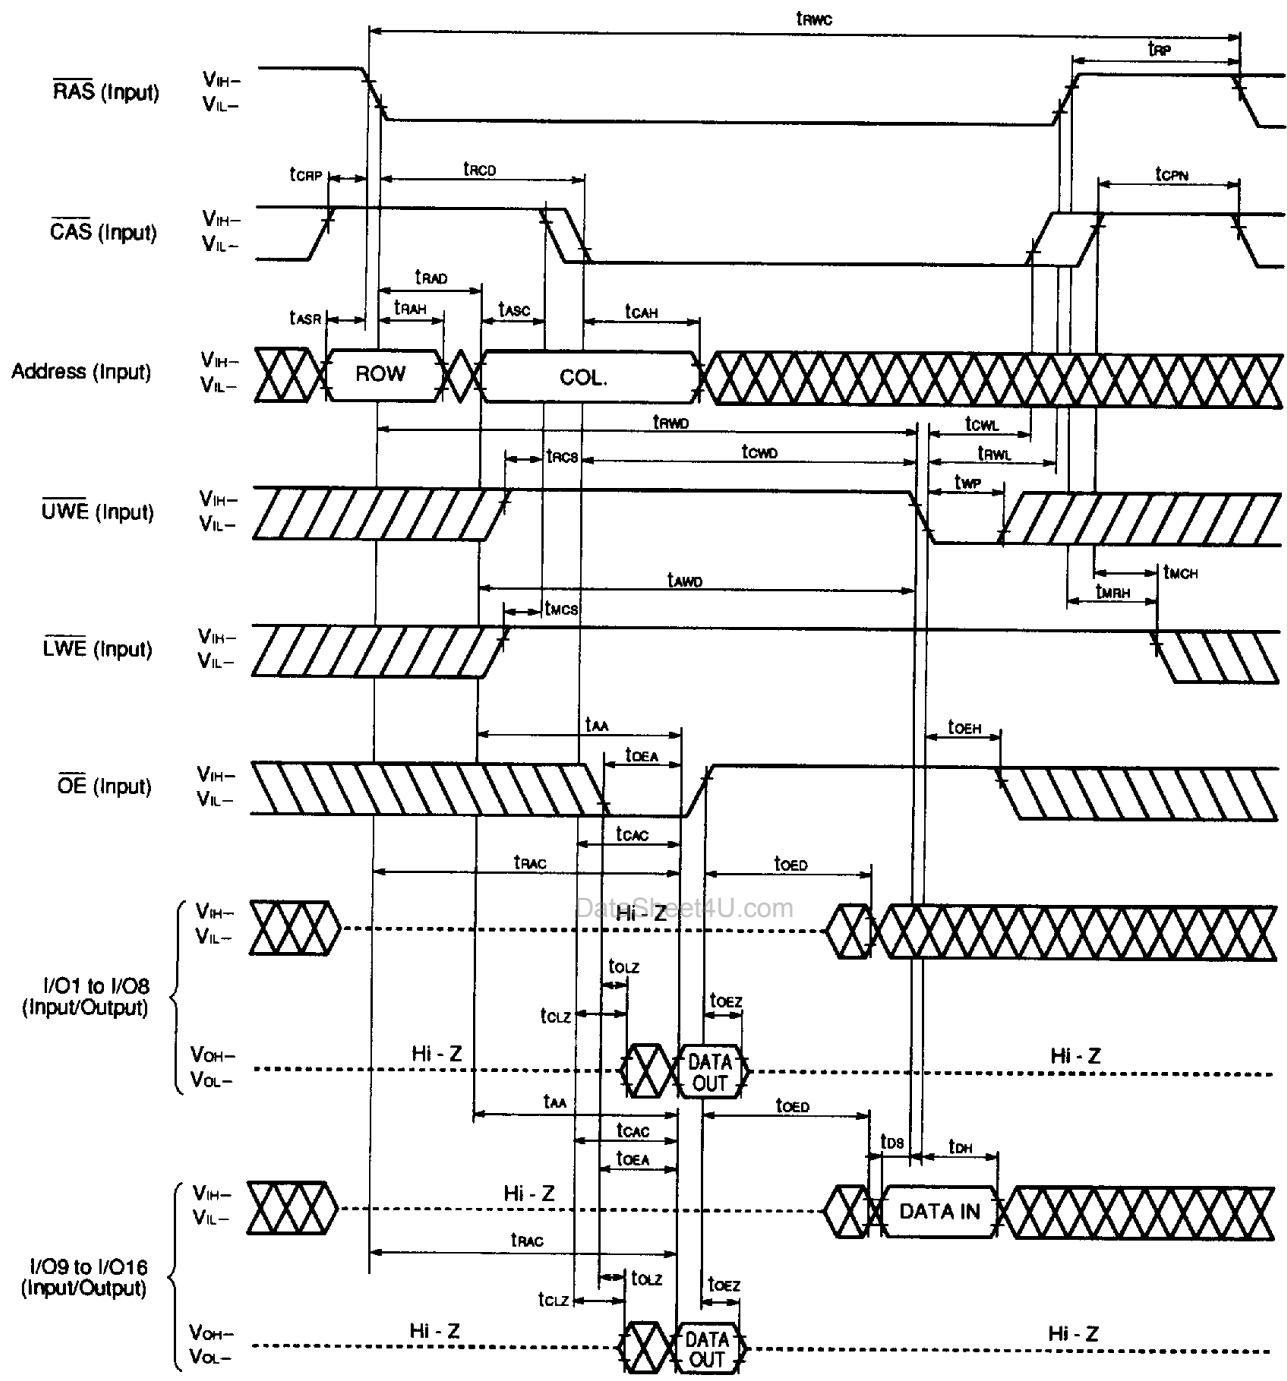 tRWC
tRP
RAS (Input)
VIH–
VIL–
tCRP
tRCD
tCPN
CAS (Input)
VIH–
VIL–
tRAD
tASR
tRAH
tASC
tCAH
Address (Input)
VIH–
VIL–
ROW
COL.
tRWD
tCWL
tRCS
tCWD
tRWL
tWP
UWE (Input)
VIH–
VIL–
tMCH
tAWD
tMRH
tMCS
LWE (Input)
VIH–
VIL–
tAA
tOEH
tOEA
OE (Input)
VIH–
VIL–
tCAC
tRAC
tOED
DataSheet4U.com
VIH–
VIL–
Hi - Z
I/O1 to I/O8
(Input/Output)
tOLZ
tOEZ
tCLZ
VOH–
VOL–
Hi - Z
DATA
OUT
Hi - Z
tAA
tOED
tCAC
tOEA
tDS
tDH
VIH–
VIL–
Hi - Z
DATA IN
tRAC
I/O9 to I/O16
(Input/Output)
tOLZ
tOEZ
tCLZ
VOH–
VOL–
Hi - Z
DATA
OUT
Hi - Z